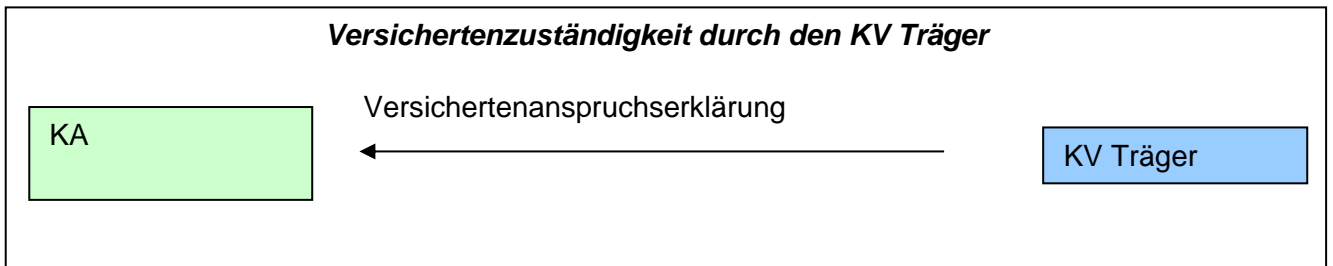 Versichertenzuständigkeit durch den KV Träger
Versichertenanspruchserklärung
KA
KV Träger